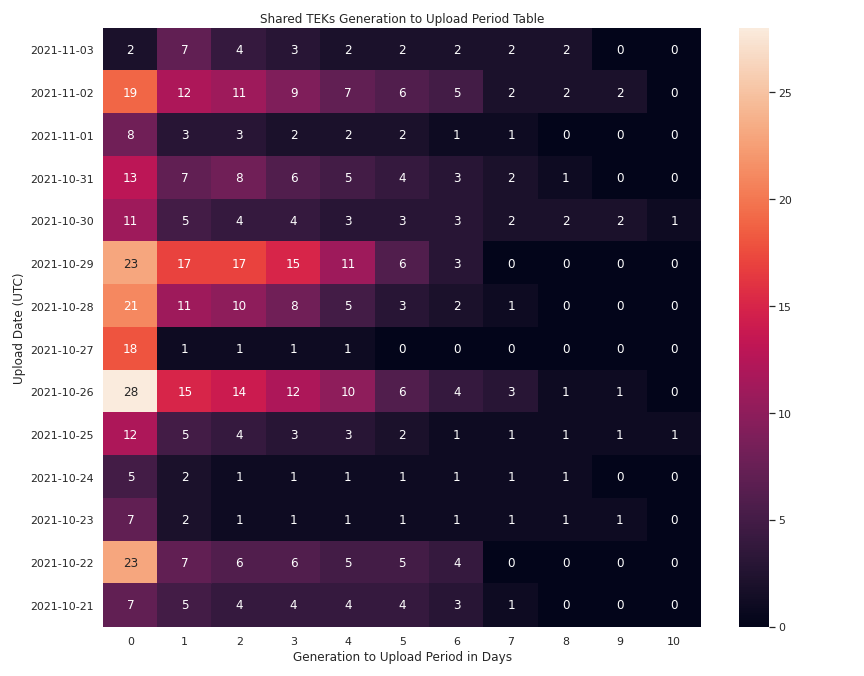 Shared TEKs Generation to Upload Period Table
Upload Date (UTC)
2021-11-03 2 7 4 3 2 2 2 2 2 0 0
2021-11-02 19 12 11 9 7 6 5 2 2 2 0
2021-11-01 8 3 3 2 2 2 1 1 0 0 0
2021-10-31 13 7 8 6 5 4 3 2 1 0 0
2021-10-30 11 5 4 4 3 3 3 2 2 2 1
2021-10-29 23 17 17 15 11 6 3 0 0 0 0
2021-10-28 21 11 10 8 5 3 2 1 0 0 0
2021-10-27 18 1 1 1 1 0 0 0 0 0 0
2021-10-26 28 15 14 12 10 6 4 3 1 1 0
2021-10-25 12 5 4 3 3 2 1 1 1 1 1
2021-10-24 5 2 1 1 1 1 1 1 1 0 0
2021-10-23 7 2 1 1 1 1 1 1 1 1 0
2021-10-22 23 7 6 6 5 5 4 0 0 0 0
2021-10-21 7 5 4 4 4 4 3 1 0 0 0
0 1 2 3 4 5 6 7 8 9 10
Generation to Upload Period in Days
25
20
15
10
5
0